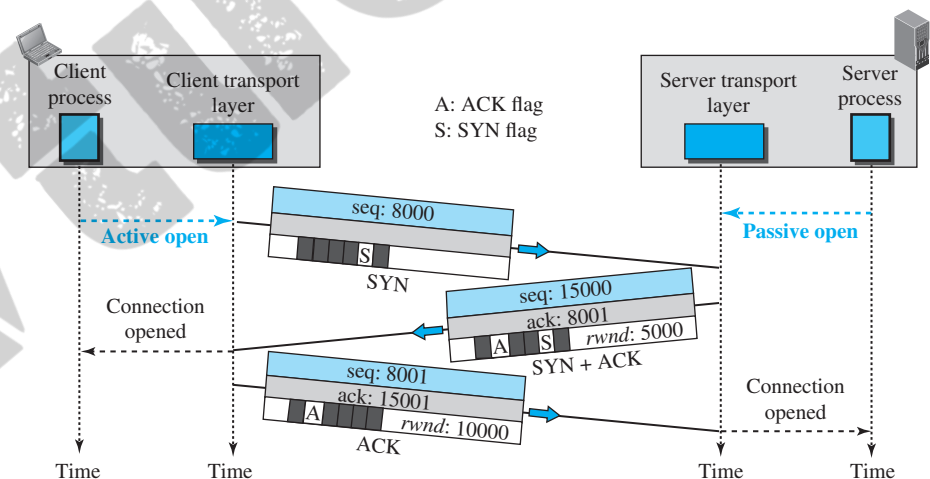 Client
process
Client transport
layer
A: ACK flag
S: SYN flag
Server transport
layer
Server
process
Active open
Passive open
seq: 8000
S
SYN
seq: 15000
ack: 8001
A S rwnd: 5000
SYN + ACK
Connection
opened
seq: 8001
ack: 15001
A rwnd: 10000
ACK
Connection
opened
Time
Time
Time
Time